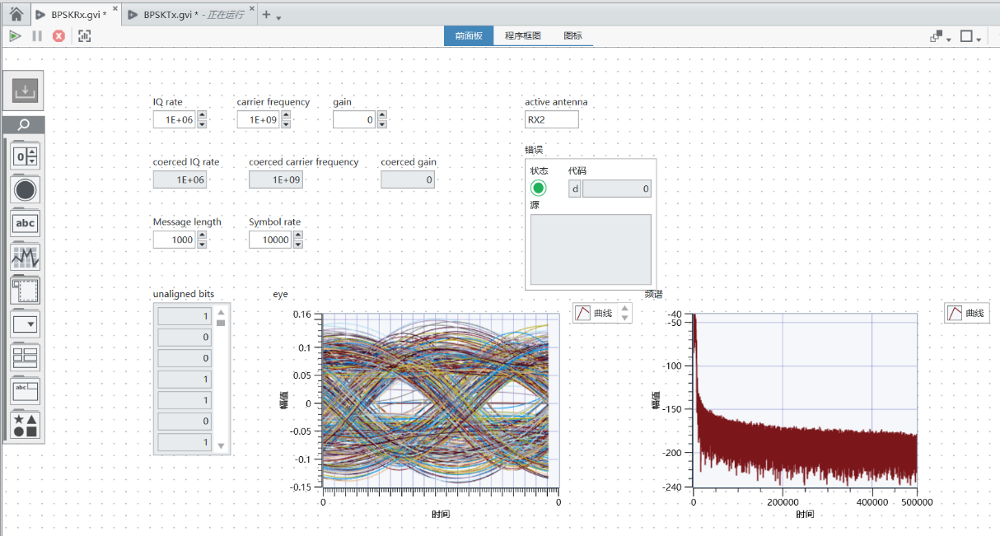 BPSKRx.gvi *
BPSKTx.gvi * - 正在运行
前面板 程序框图 图标
IQ rate carrier frequency gain active antenna
1E+06 1E+09 0 RX2
错误
coerced IQ rate coerced carrier frequency coerced gain 状态 代码
1E+06 1E+09 0 d 0
源
Message length Symbol rate
1000 10000
unaligned bits eye 频谱
1
0
0
1
1
0
1
曲线
0.16
0.1
0.05
0
-0.05
-0.1
-0.15
幅值
0 0
时间
曲线
-40
-50
-100
-150
-200
-240
幅值
0 200000 400000 500000
时间
0
abc
abc